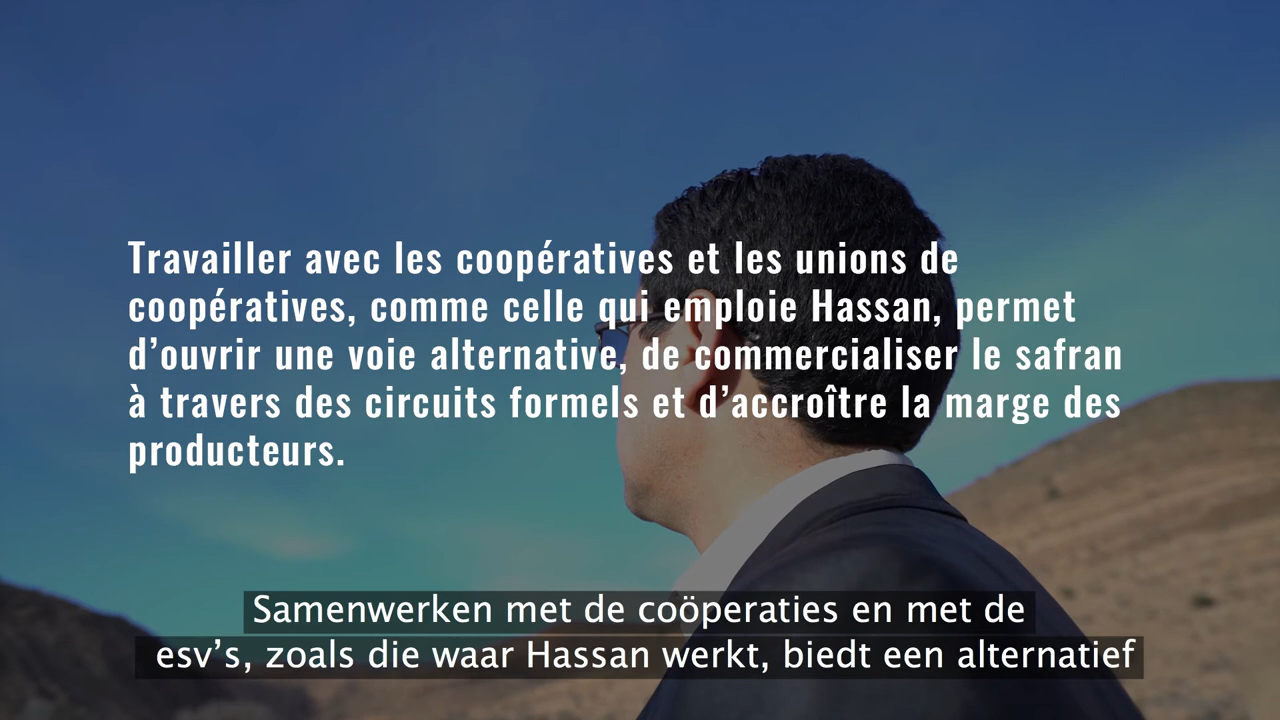 Travailler avec les coopératives et les unions de
coopératives, comme celle qui emploie Hassan, permet
d’ouvrir une voie alternative, de commercialiser le safran
à travers des circuits formels et d’accroître la marge des
producteurs.
Samenwerken met de coöperaties en met de
esv’s, zoals die waar Hassan werkt, biedt een alternatief